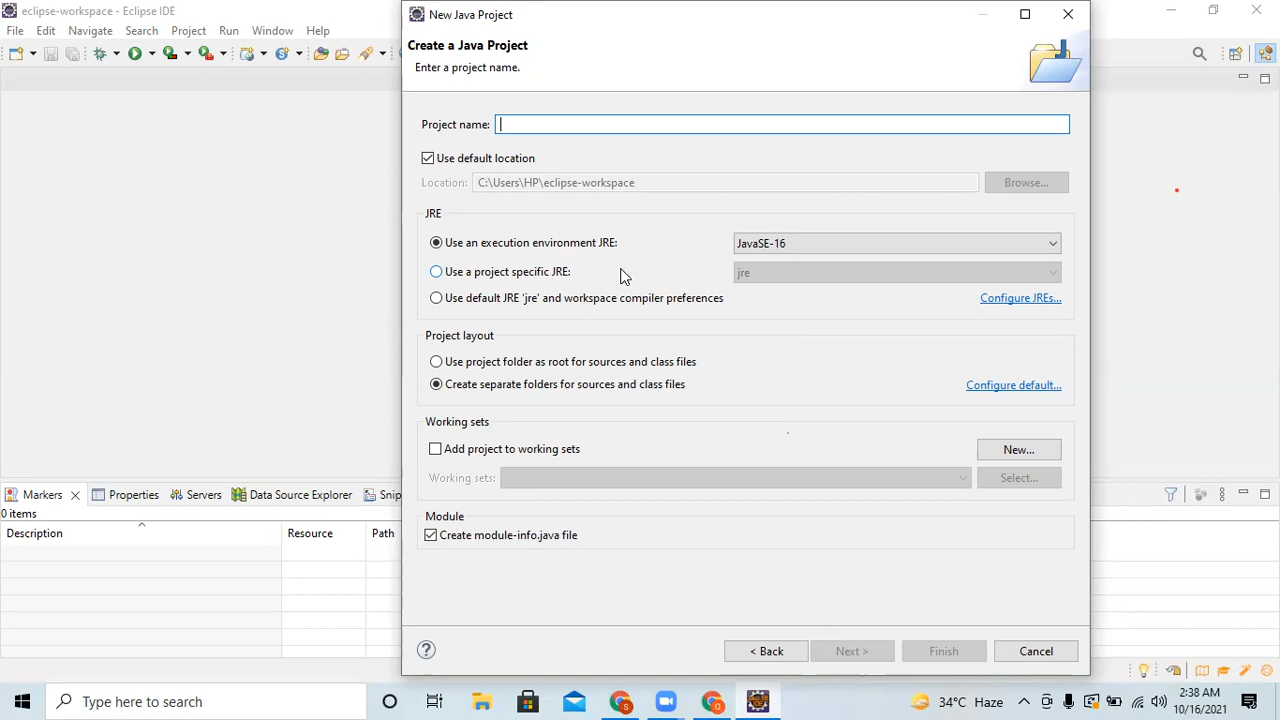 eclipse-workspace - Eclipse IDE
File Edit Navigate Search Project Run Window Help
New Java Project
Create a Java Project
Enter a project name.
Project name:
Use default location
Location: C:\Users\HP\eclipse-workspace Browse...
JRE
Use an execution environment JRE: JavaSE-16
Use a project specific JRE: jre
Use default JRE 'jre' and workspace compiler preferences Configure JREs...
Project layout
Use project folder as root for sources and class files
Create separate folders for sources and class files Configure default...
Working sets
Add project to working sets New...
Working sets: Select...
Module
Create module-info.java file
< Back Next > Finish Cancel
Markers Properties Servers Data Source Explorer Snip
0 items
Description Resource Path
Type here to search
34°C Haze
2:38 AM
10/16/2021